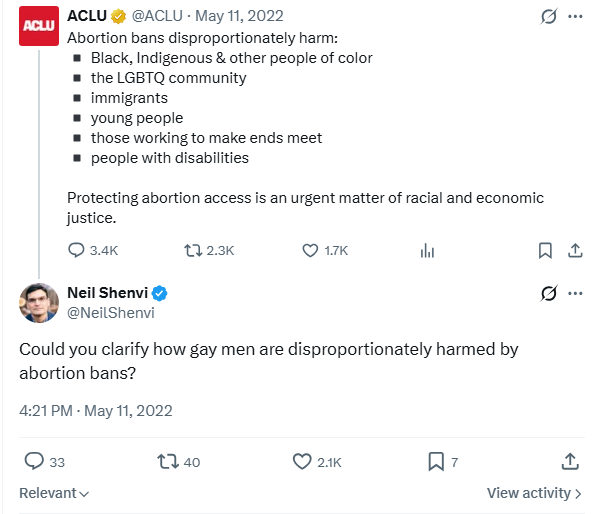 ACLU
ACLU @ACLU · May 11, 2022
Abortion bans disproportionately harm:
▪ Black, Indigenous & other people of color
▪ the LGBTQ community
▪ immigrants
▪ young people
▪ those working to make ends meet
▪ people with disabilities
Protecting abortion access is an urgent matter of racial and economic
justice.
3.4K 2.3K 1.7K
Neil Shenvi
@NeilShenvi
Could you clarify how gay men are disproportionately harmed by
abortion bans?
4:21 PM · May 11, 2022
33 40 2.1K 7
Relevant View activity